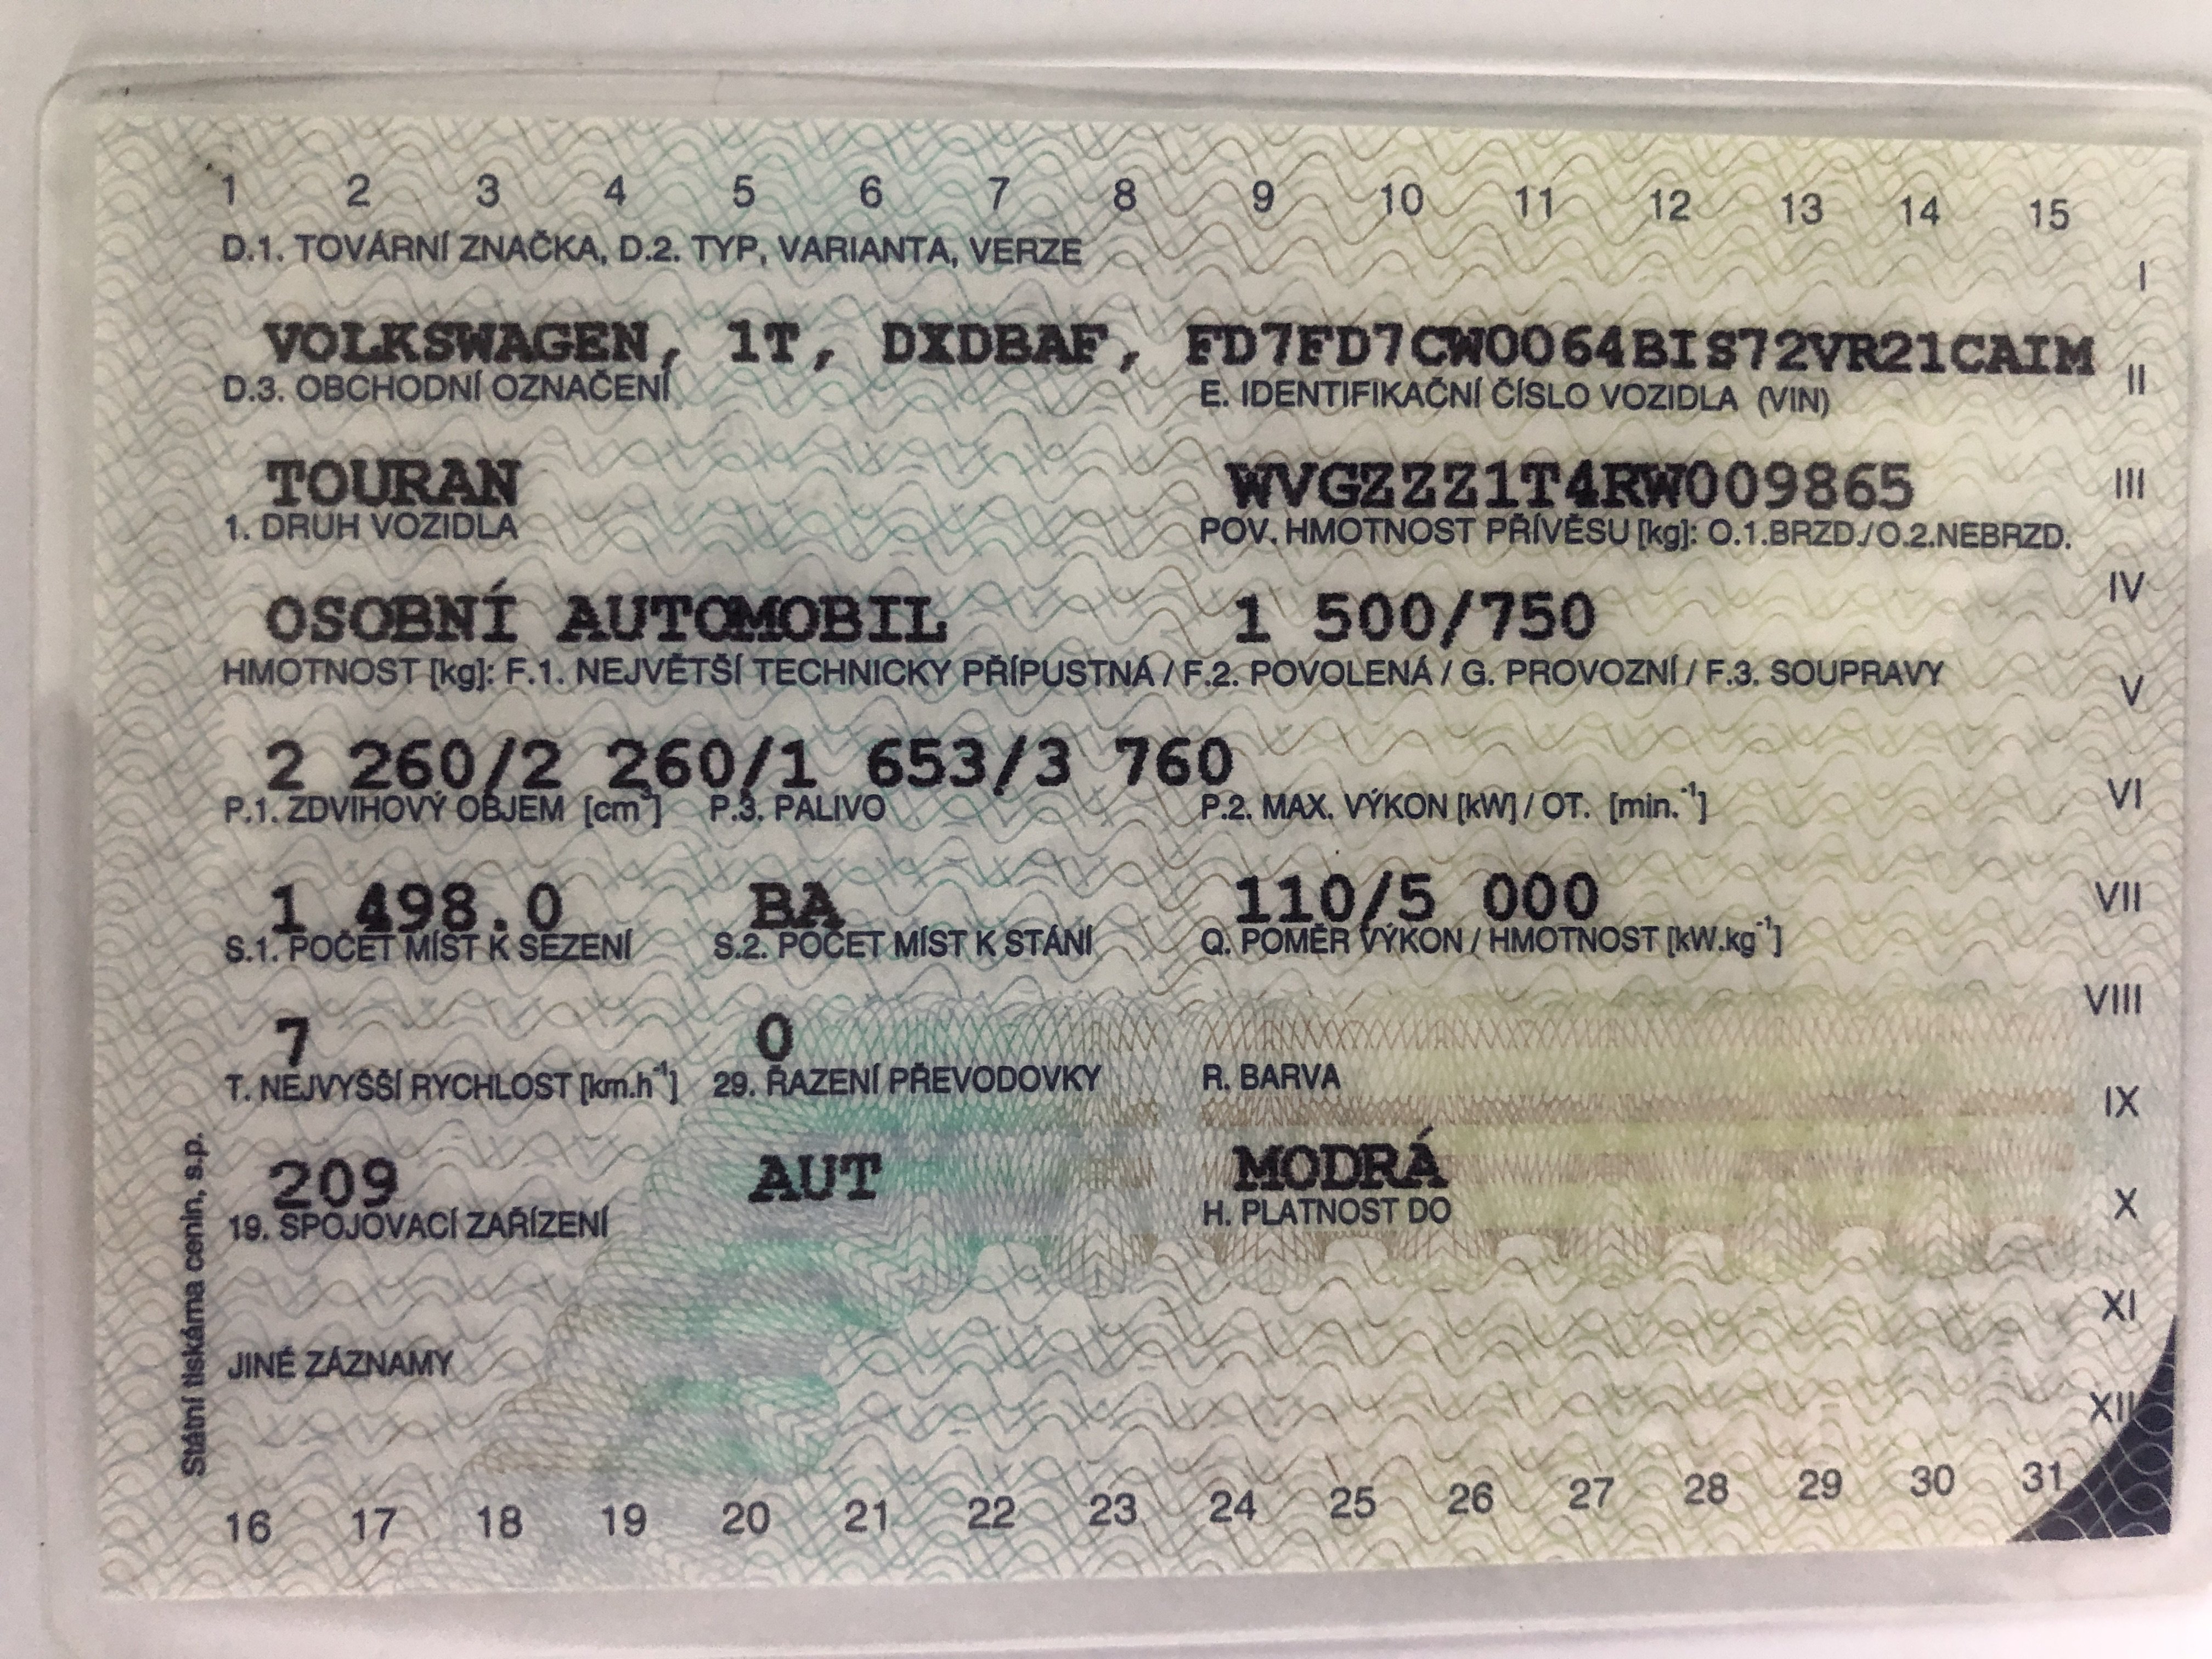 1 2 3 4 5 6 7 8 9 10 11 12 13 14 15
D.1. TOVÁRNÍ ZNAČKA, D.2. TYP, VARIANTA, VERZE
I
VOLKSWAGEN, 1T, DXDBAF, FD7FD7CW0064BIS72VR21CAIM
D.3. OBCHODNÍ OZNAČENÍ E. IDENTIFIKAČNÍ ČÍSLO VOZIDLA (VIN)
II
TOURAN WVGZZZ1T4RW009865
III
1. DRUH VOZIDLA POV. HMOTNOST PŘÍVĚSU [kg]: O.1.BRZD./O.2.NEBRZD.
IV
OSOBNÍ AUTOMOBIL 1 500/750
HMOTNOST [kg]: F.1. NEJVĚTŠÍ TECHNICKY PŘÍPUSTNÁ / F.2. POVOLENÁ / G. PROVOZNÍ / F.3. SOUPRAVY
V
2 260/2 260/1 653/3 760
P.1. ZDVIHOVÝ OBJEM [cm³] P.3. PALIVO P.2. MAX. VÝKON [kW] / OT. [min.⁻¹]
VI
1 498.0 BA 110/5 000
VII
S.1. POČET MÍST K SEZENÍ S.2. POČET MÍST K STÁNÍ Q. POMĚR VÝKON / HMOTNOST [kW.kg⁻¹]
VIII
7 0
T. NEJVYŠŠÍ RYCHLOST [km.h⁻¹] 29. ŘAZENÍ PŘEVODOVKY R. BARVA
IX
209 AUT MODRÁ
X
19. SPOJOVACÍ ZAŘÍZENÍ H. PLATNOST DO
XI
JINÉ ZÁZNAMY
XII
16 17 18 19 20 21 22 23 24 25 26 27 28 29 30 31
Státní tiskárna cenin, s.p.